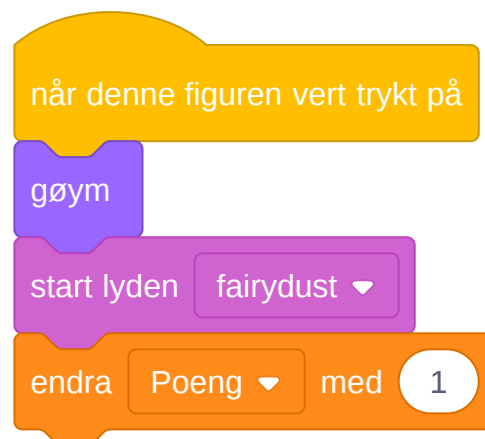 når denne figuren vert trykt på
gøym
start lyden fairydust
endra Poeng med 1